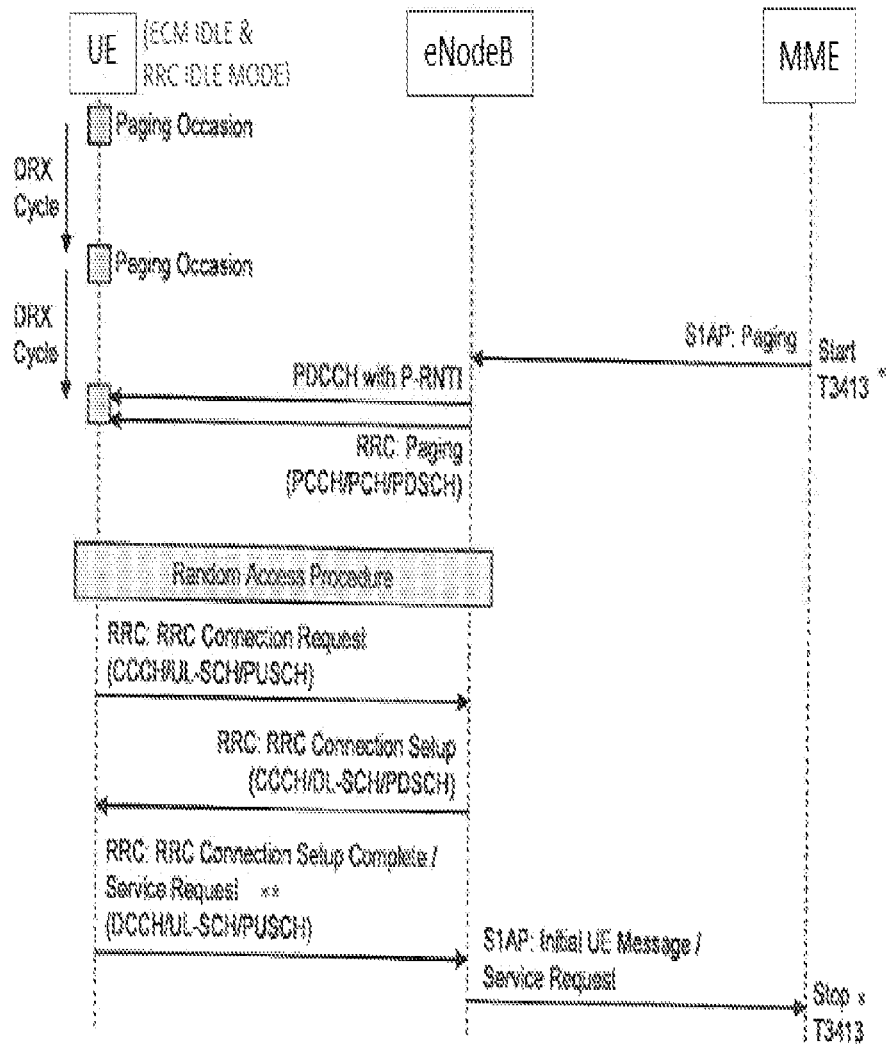 UE
(ECM IDLE &
RRC IDLE MODE)
eNodeB
MME
Paging Occasion
DRX
Cycle
Paging Occasion
DRX
Cycle
S1AP: Paging
Start
T3413 *
PDCCH with P-RNTI
RRC: Paging
(PCCH/PCH/PDSCH)
Random Access Procedure
RRC: RRC Connection Request
(CCCH/UL-SCH/PUSCH)
RRC: RRC Connection Setup
(CCCH/DL-SCH/PDSCH)
RRC: RRC Connection Setup Complete /
Service Request **
(DCCH/UL-SCH/PUSCH)
S1AP: Initial UE Message /
Service Request
Stop *
T3413